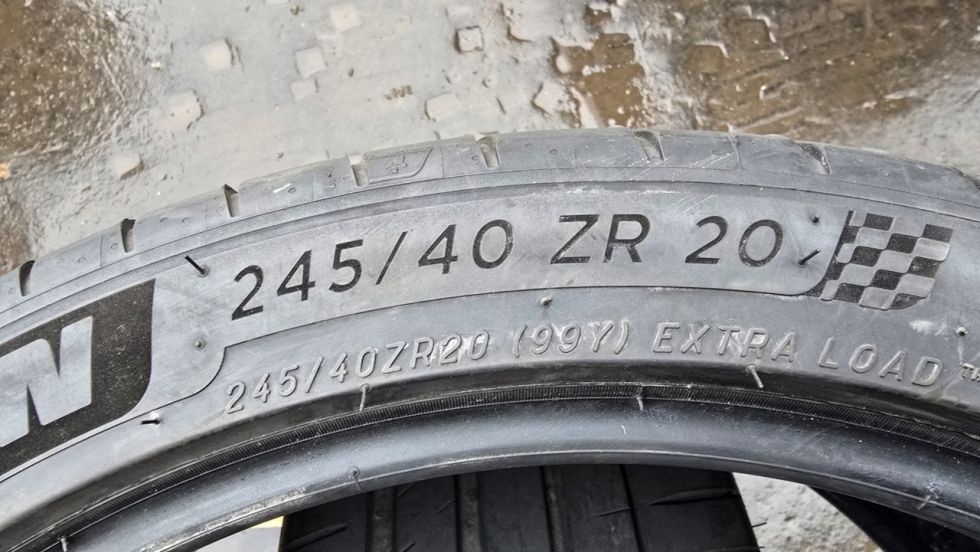 245/40 ZR 20
N
245/40ZR20 (99Y) EXTRA LOAD